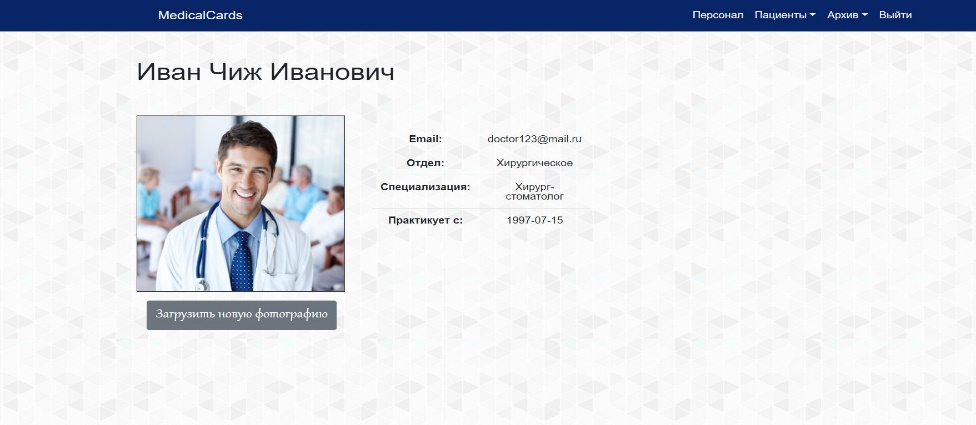 MedicalCards
Персонал Пациенты Архив Выйти
Иван Чиж Иванович
Email: doctor123@mail.ru
Отдел: Хирургическое
Специализация: Хирург-
стоматолог
Практикует с: 1997-07-15
Загрузить новую фотографию